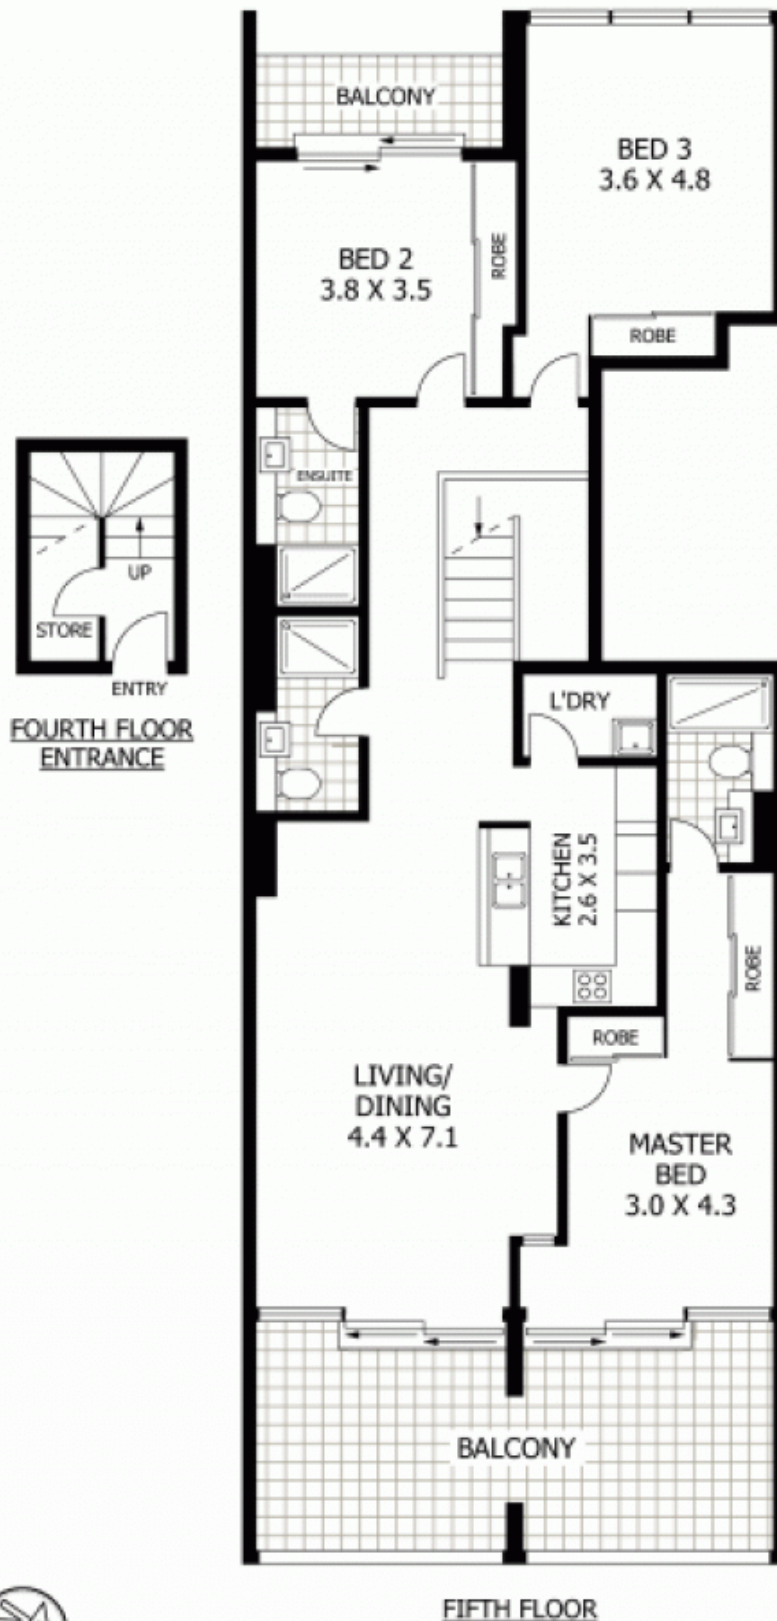 BALCONY
BED 3
3.6 X 4.8
BED 2
3.8 X 3.5
ROBE
ROBE
ENSUITE
UP
STORE
ENTRY
FOURTH FLOOR
ENTRANCE
L'DRY
KITCHEN
2.6 X 3.5
ROBE
ROBE
LIVING/
DINING
4.4 X 7.1
MASTER
BED
3.0 X 4.3
BALCONY
FIFTH FLOOR